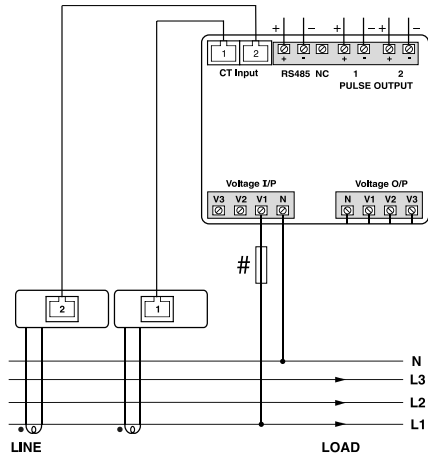 + – + – + –
1 2
+ - + - + -
CT Input RS485 NC 1 2
PULSE OUTPUT
Voltage I/P Voltage O/P
V3 V2 V1 N N V1 V2 V3
#
2 1
N
L3
L2
L1
LINE LOAD